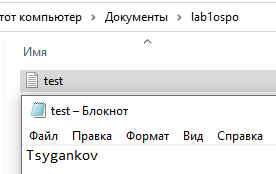 тот компьютер > Документы > lab1ospo
Имя
test
test – Блокнот
Файл Правка Формат Вид Справка
Tsygankov